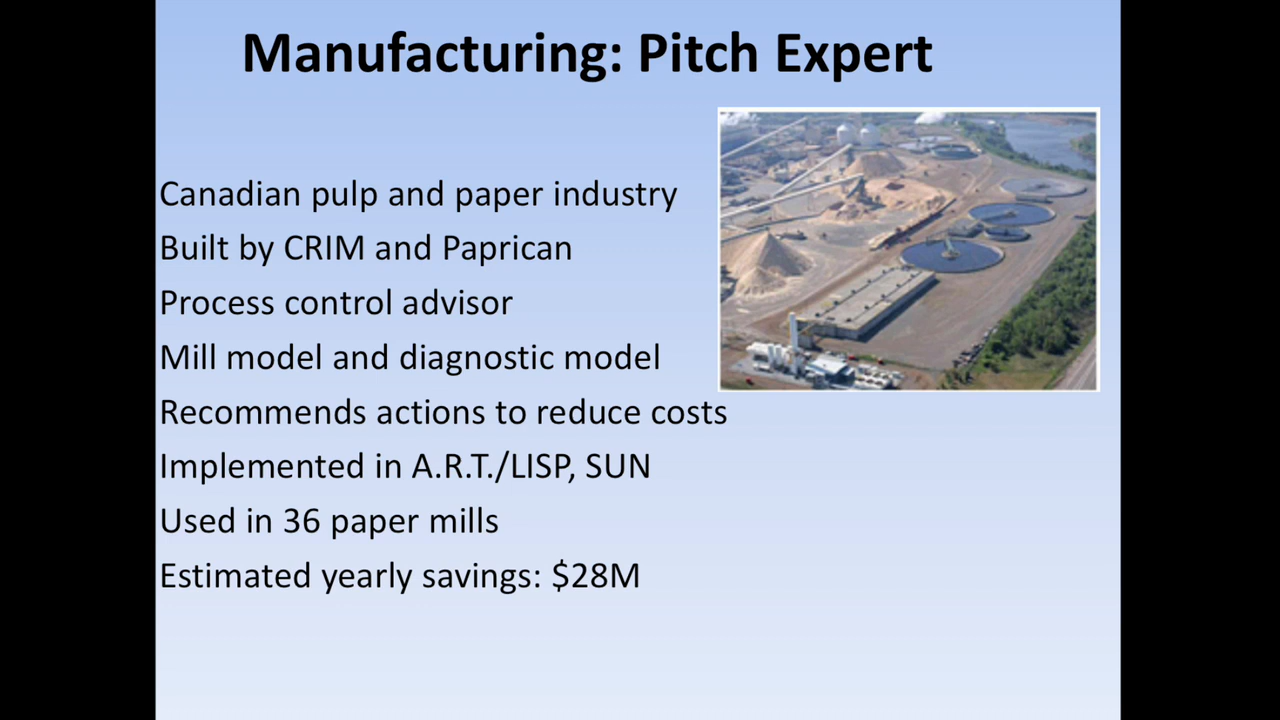 Manufacturing: Pitch Expert
Canadian pulp and paper industry
Built by CRIM and Paprican
Process control advisor
Mill model and diagnostic model
Recommends actions to reduce costs
Implemented in A.R.T./LISP, SUN
Used in 36 paper mills
Estimated yearly savings: $28M